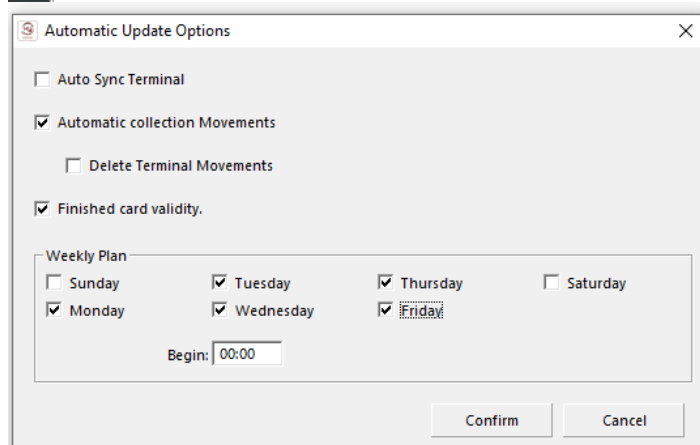 Automatic Update Options
Auto Sync Terminal
Automatic collection Movements
Delete Terminal Movements
Finished card validity.
Weekly Plan
Sunday Tuesday Thursday Saturday
Monday Wednesday Friday
Begin: 00:00
Confirm Cancel